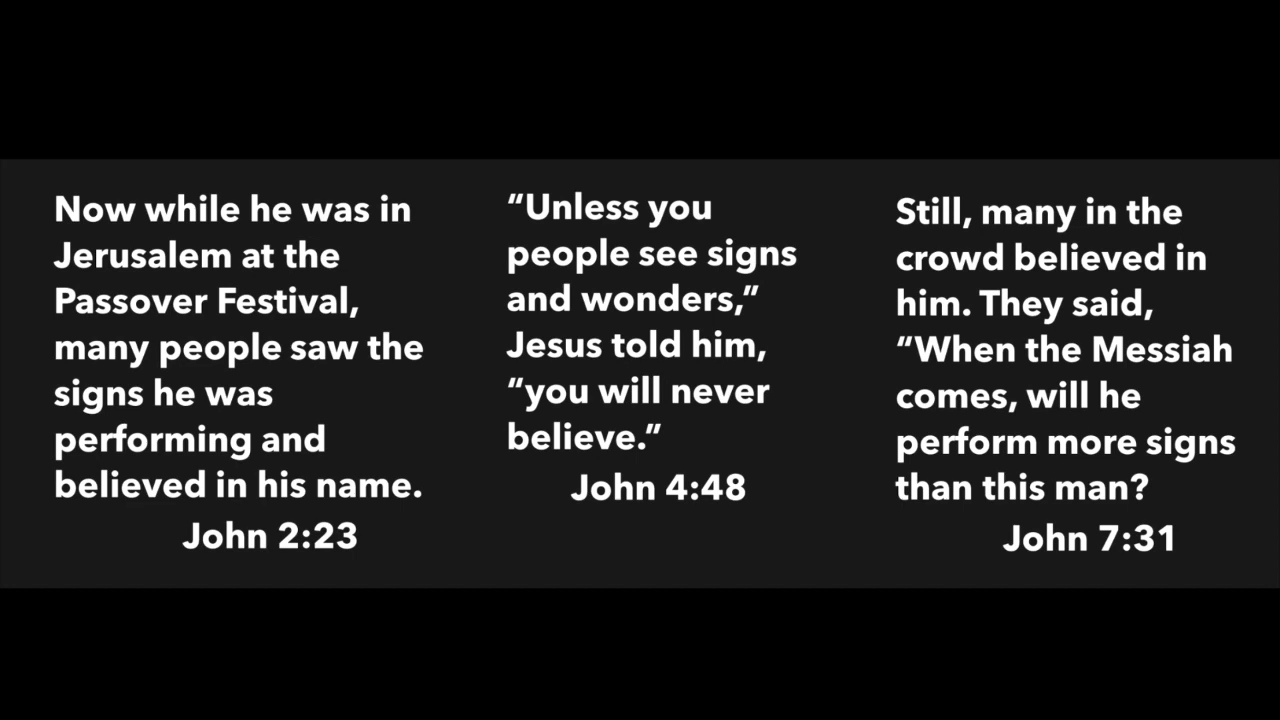 Now while he was in
Jerusalem at the
Passover Festival,
many people saw the
signs he was
performing and
believed in his name.
John 2:23
“Unless you
people see signs
and wonders,”
Jesus told him,
“you will never
believe.”
John 4:48
Still, many in the
crowd believed in
him. They said,
“When the Messiah
comes, will he
perform more signs
than this man?
John 7:31